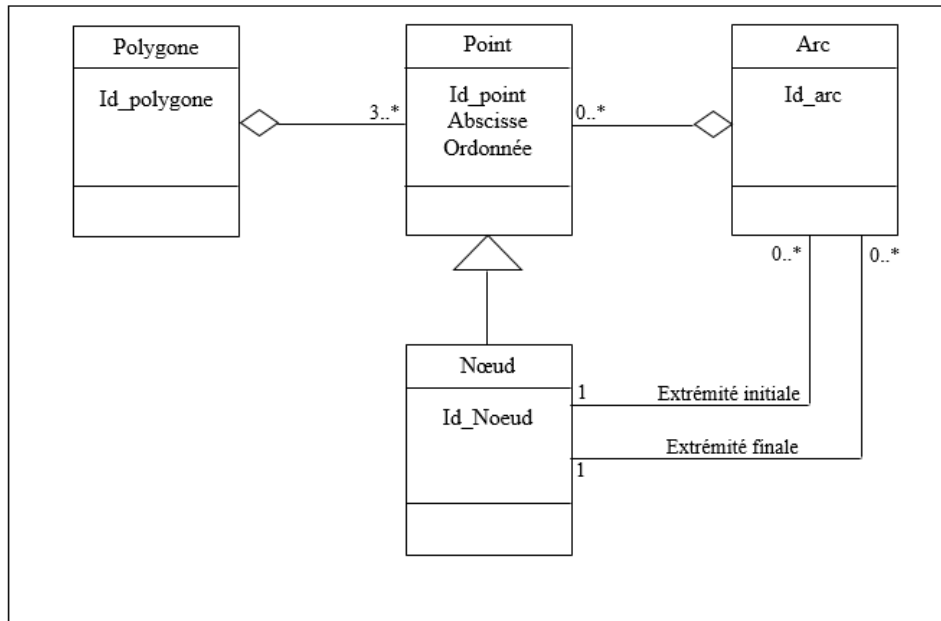 Polygone
Id_polygone
3..*
Point
Id_point
Abscisse
Ordonnée
0..*
Arc
Id_arc
0..*
0..*
Nœud
Id_Noeud
1
Extrémité initiale
1
Extrémité finale